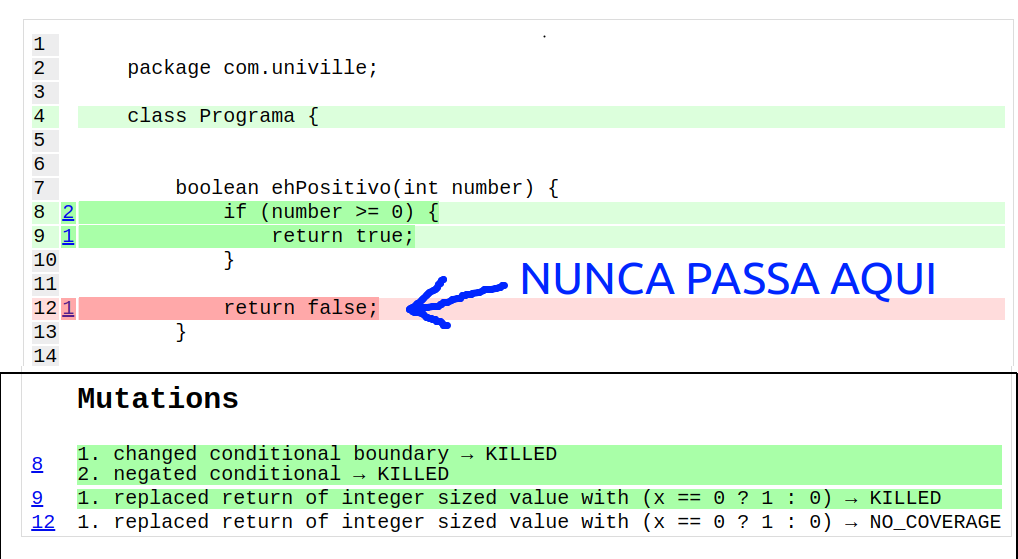 1
2 package com.univille;
3
4 class Programa {
5
6
7 boolean ehPositivo(int number) {
8 2 if (number >= 0) {
9 1 return true;
10 }
11
NUNCA PASSA AQUI
12 1 return false;
13 }
14
Mutations
8 1. changed conditional boundary → KILLED
2. negated conditional → KILLED
9 1. replaced return of integer sized value with (x == 0 ? 1 : 0) → KILLED
12 1. replaced return of integer sized value with (x == 0 ? 1 : 0) → NO_COVERAGE